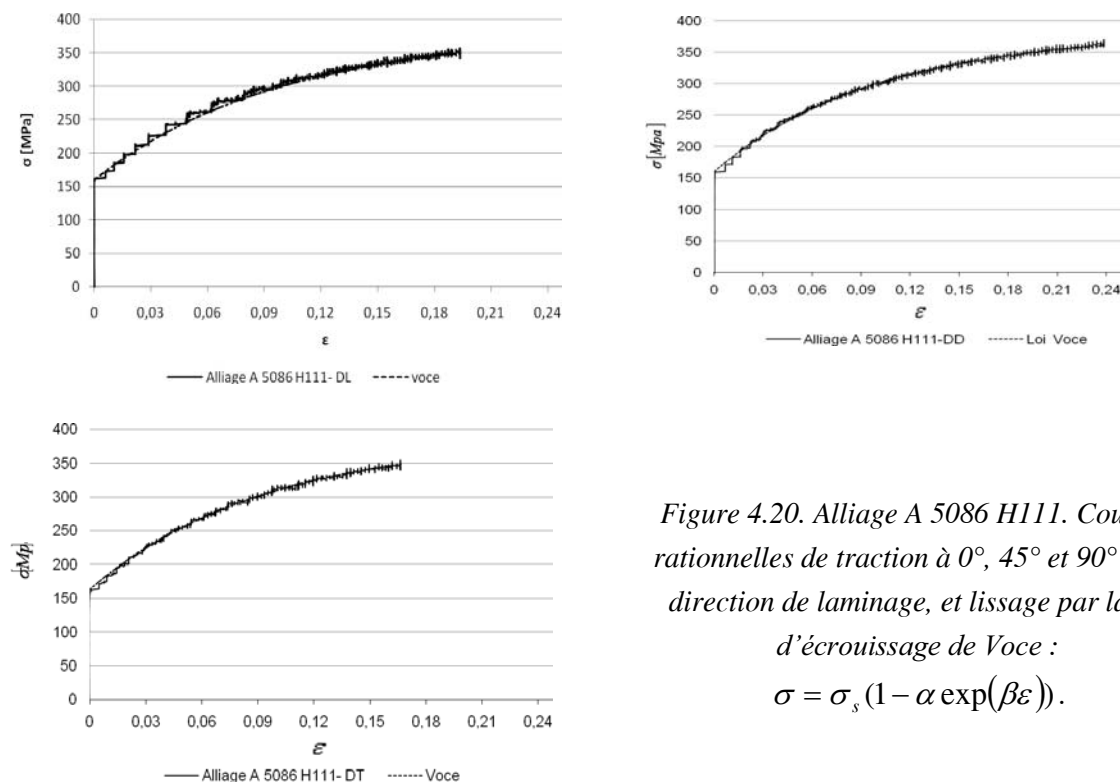 400
350
300
250
200
150
100
50
0
σ [MPa]
0 0,03 0,06 0,09 0,12 0,15 0,18 0,21 0,24
ε
Alliage A 5086 H111- DL voce
400
350
300
250
200
150
100
50
0
σ[Mpa]
0 0,03 0,06 0,09 0,12 0,15 0,18 0,21 0,24
ε
Alliage A 5086 H111-DD Loi Voce
400
350
300
250
200
150
100
50
0
σ[Mp]
0 0,03 0,06 0,09 0,12 0,15 0,18 0,21 0,24
ε
Alliage A 5086 H111- DT Voce
Figure 4.20. Alliage A 5086 H111. Cou
rationnelles de traction à 0°, 45° et 90°
direction de laminage, et lissage par la
d’écrouissage de Voce :
σ = σ_s (1 − α exp(βε)).